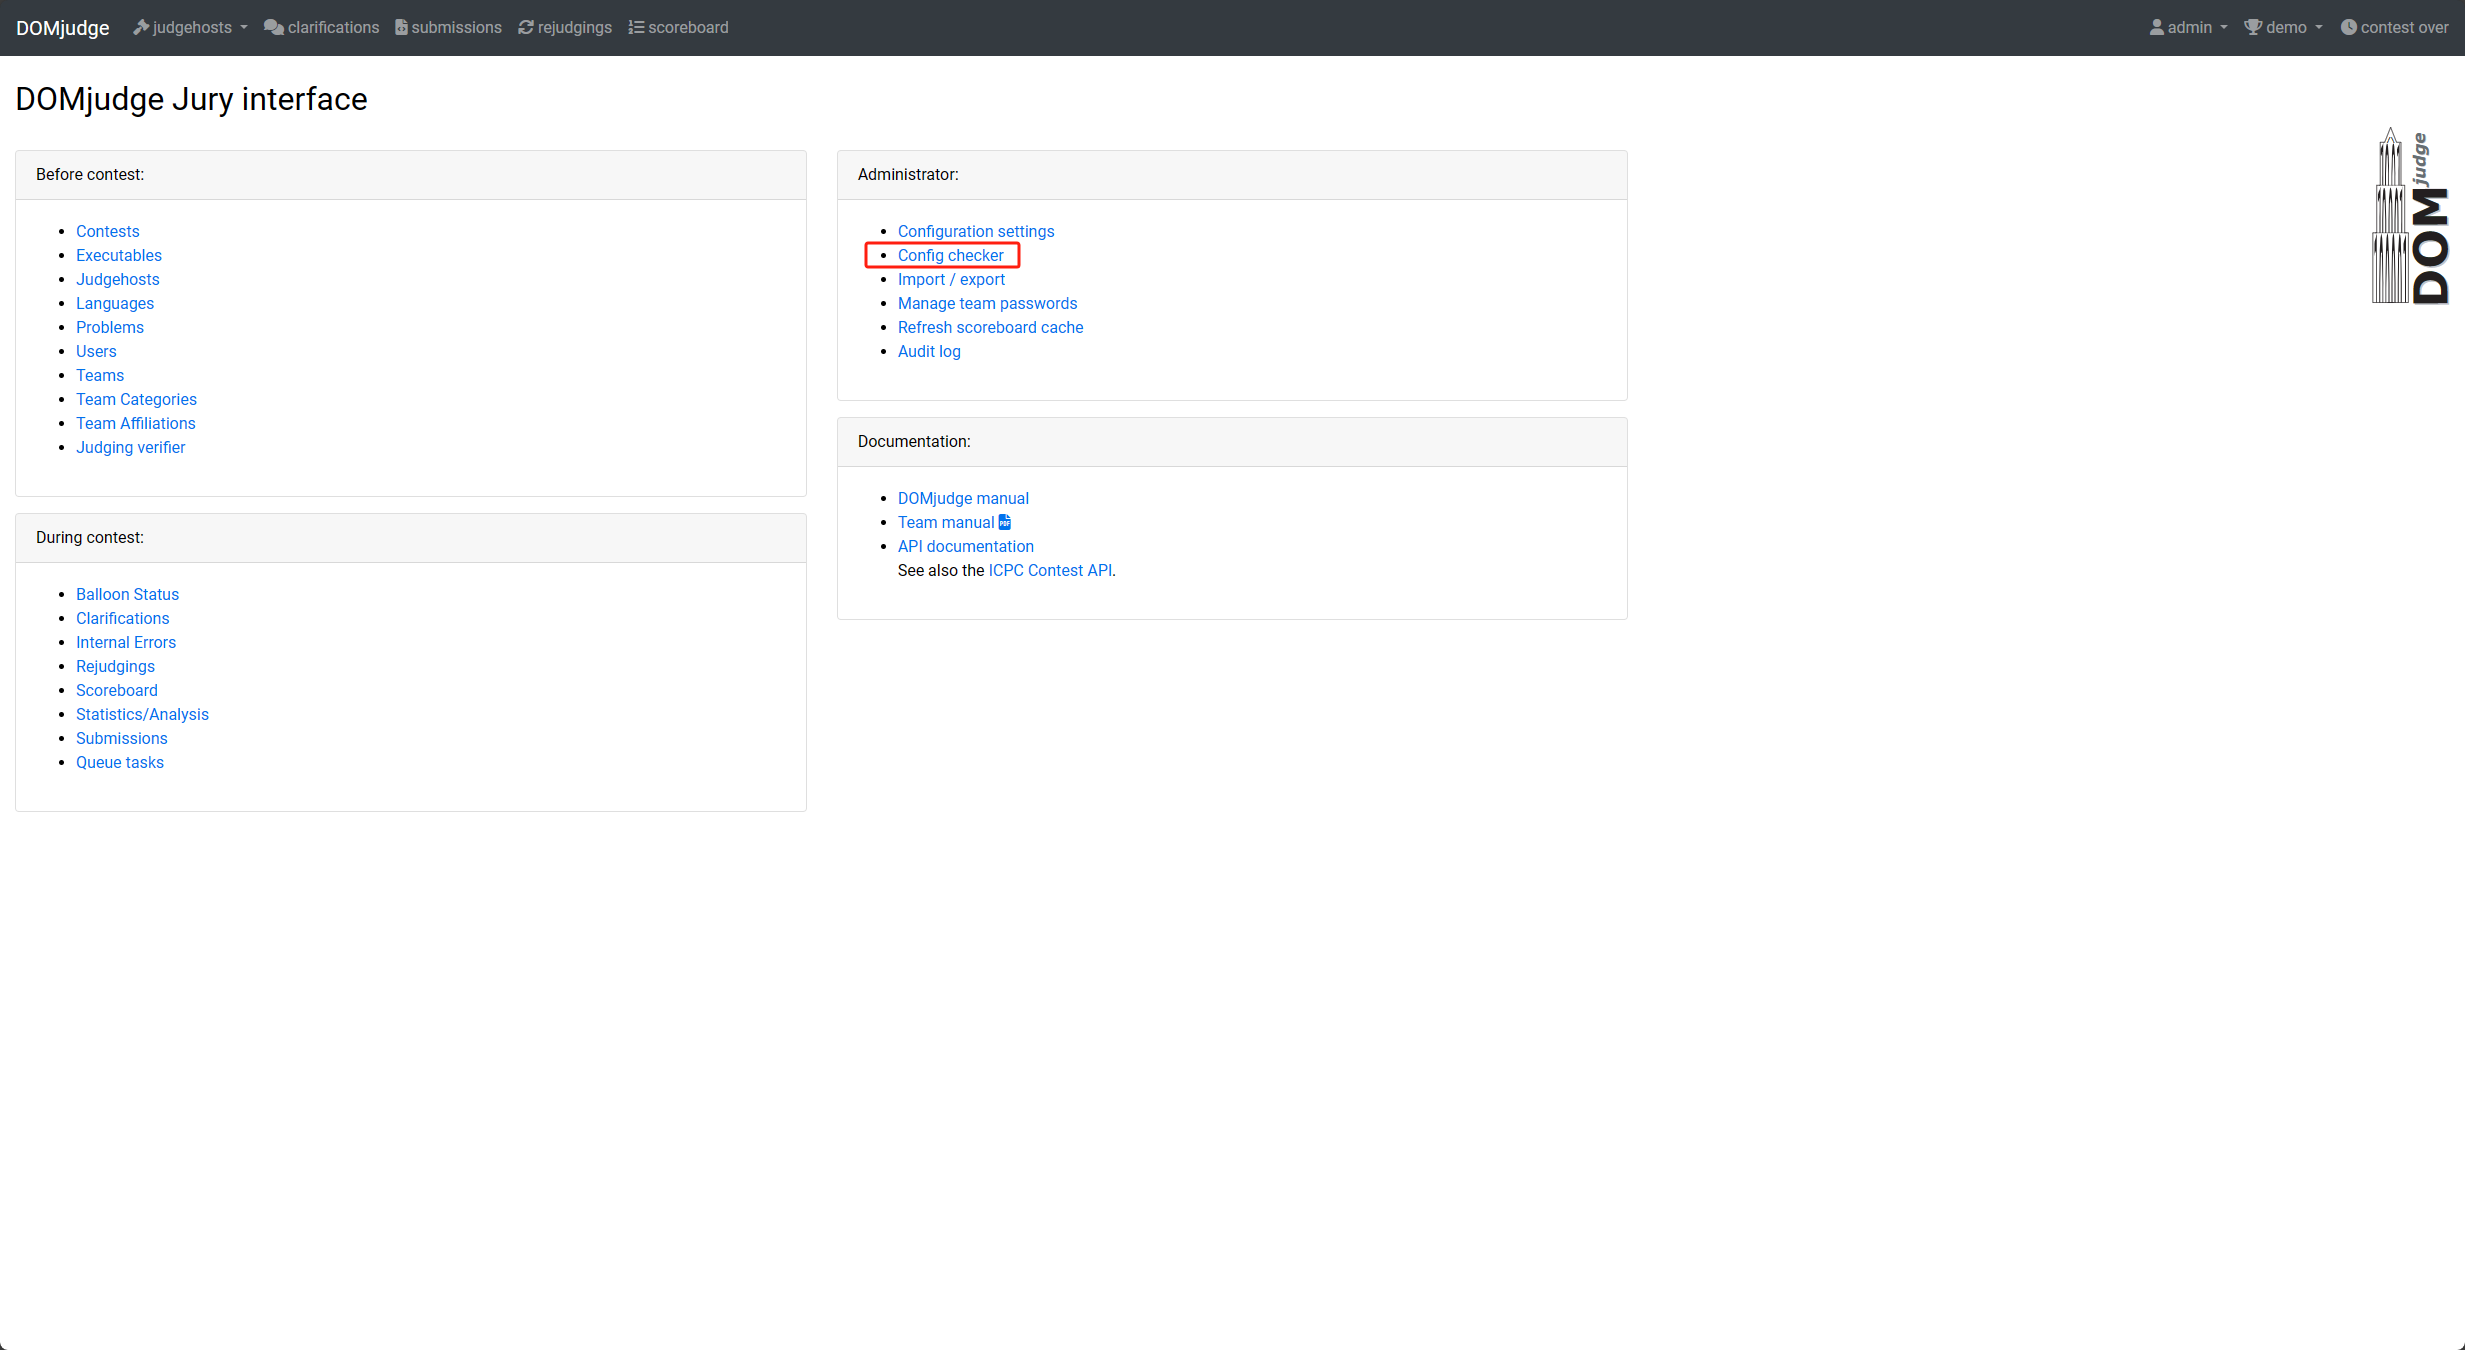 DOMjudge judgehosts clarifications submissions rejudgings scoreboard admin demo contest over
DOMjudge Jury interface
Before contest:
Contests
Executables
Judgehosts
Languages
Problems
Users
Teams
Team Categories
Team Affiliations
Judging verifier
During contest:
Balloon Status
Clarifications
Internal Errors
Rejudgings
Scoreboard
Statistics/Analysis
Submissions
Queue tasks
Administrator:
Configuration settings
Config checker
Import / export
Manage team passwords
Refresh scoreboard cache
Audit log
Documentation:
DOMjudge manual
Team manual PDF
API documentation
See also the ICPC Contest API.
DOMjudge